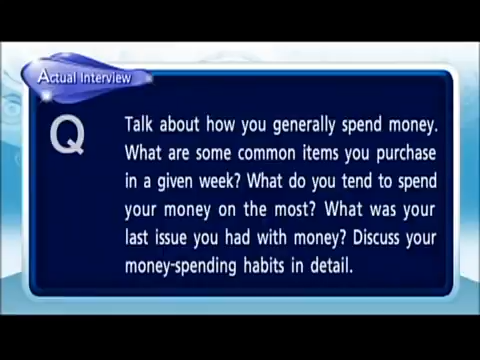 Actual Interview
Q
Talk about how you generally spend money.
What are some common items you purchase
in a given week? What do you tend to spend
your money on the most? What was your
last issue you had with money? Discuss your
money-spending habits in detail.